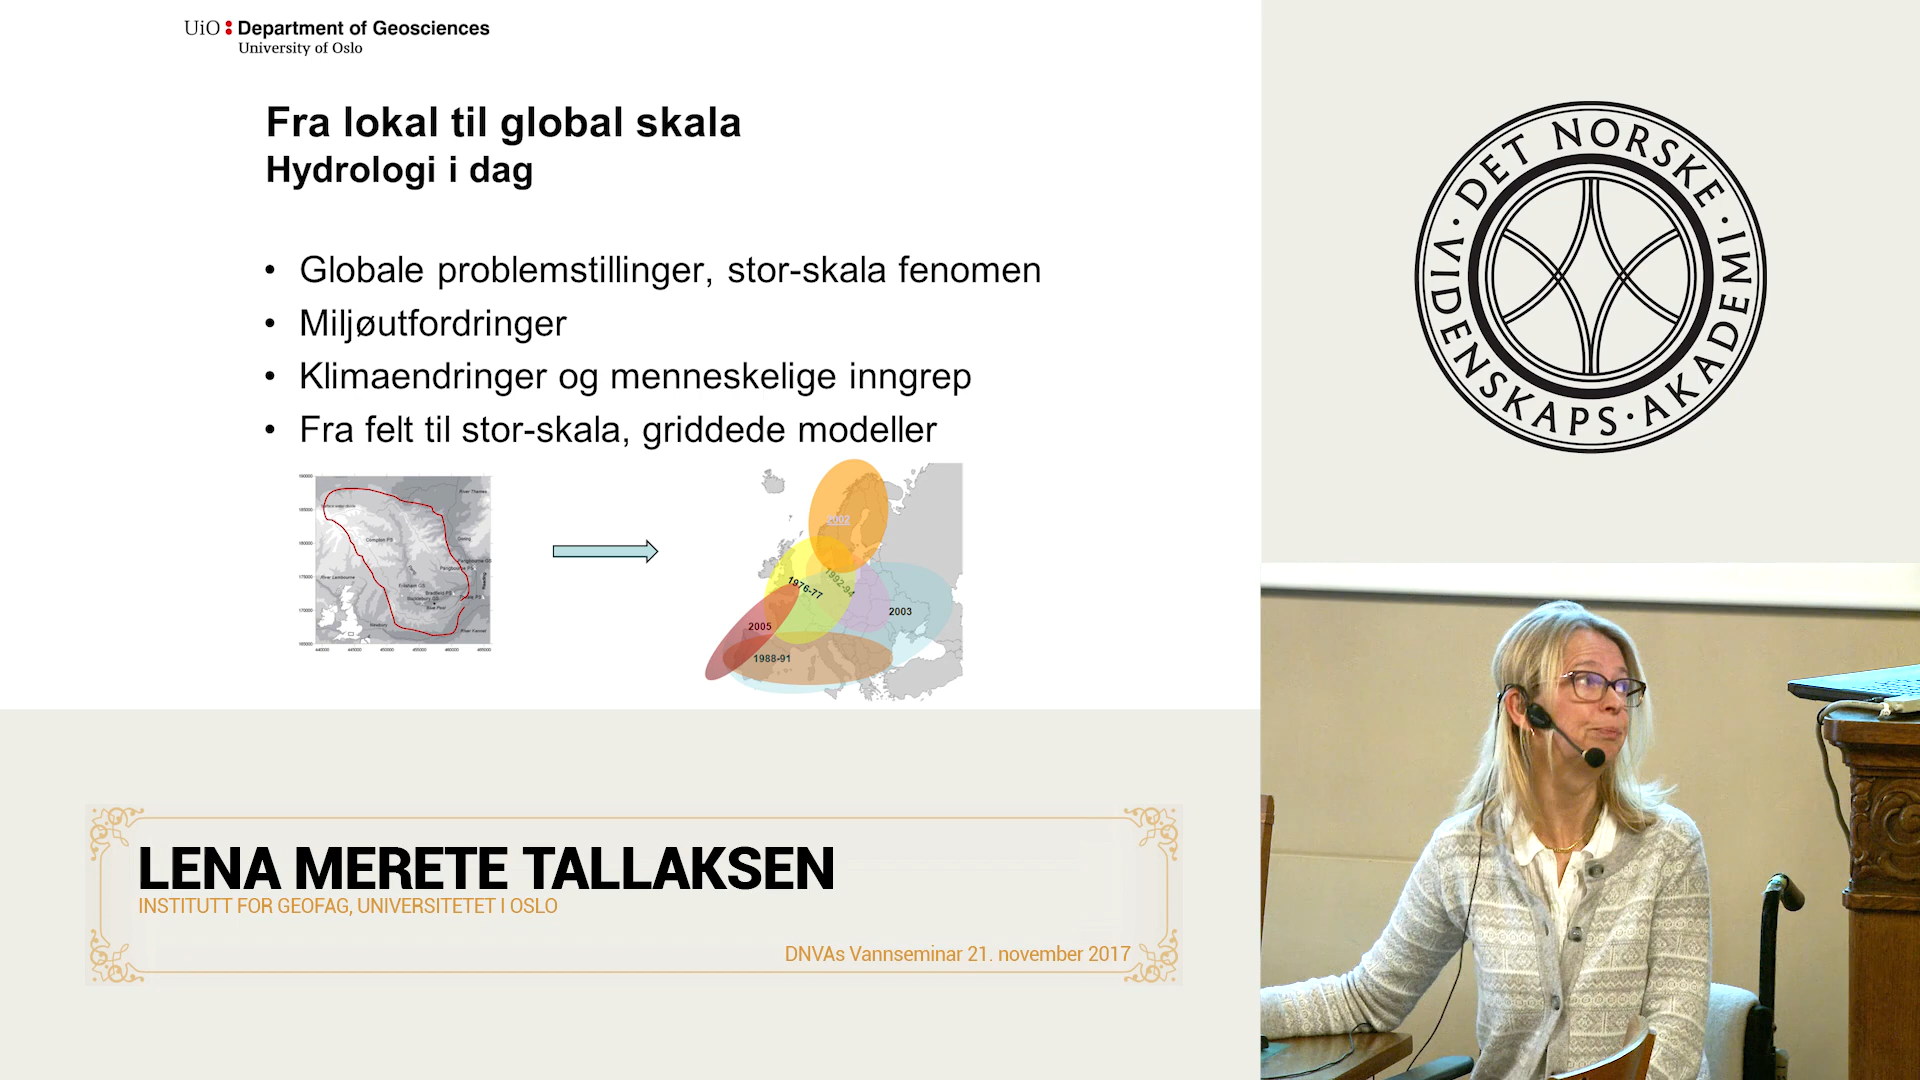 UiO Department of Geosciences
University of Oslo
Fra lokal til global skala
Hydrologi i dag
• Globale problemstillinger, stor-skala fenomen
• Miljøutfordringer
• Klimaendringer og menneskelige inngrep
• Fra felt til stor-skala, griddede modeller
2002
1992-94
1976-77
2003
2005
1988-91
DET NORSKE · VIDENSKAPS · AKADEMI ·
LENA MERETE TALLAKSEN
INSTITUTT FOR GEOFAG, UNIVERSITETET I OSLO
DNVAs Vannseminar 21. november 2017